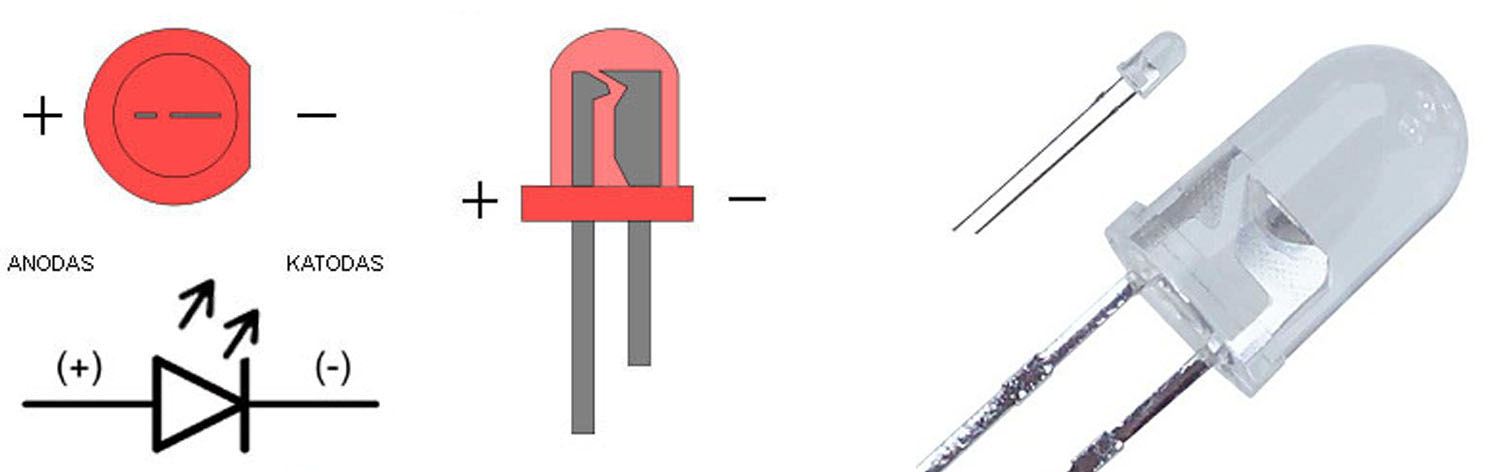 + −
ANODAS KATODAS
(+) (-)
+ −